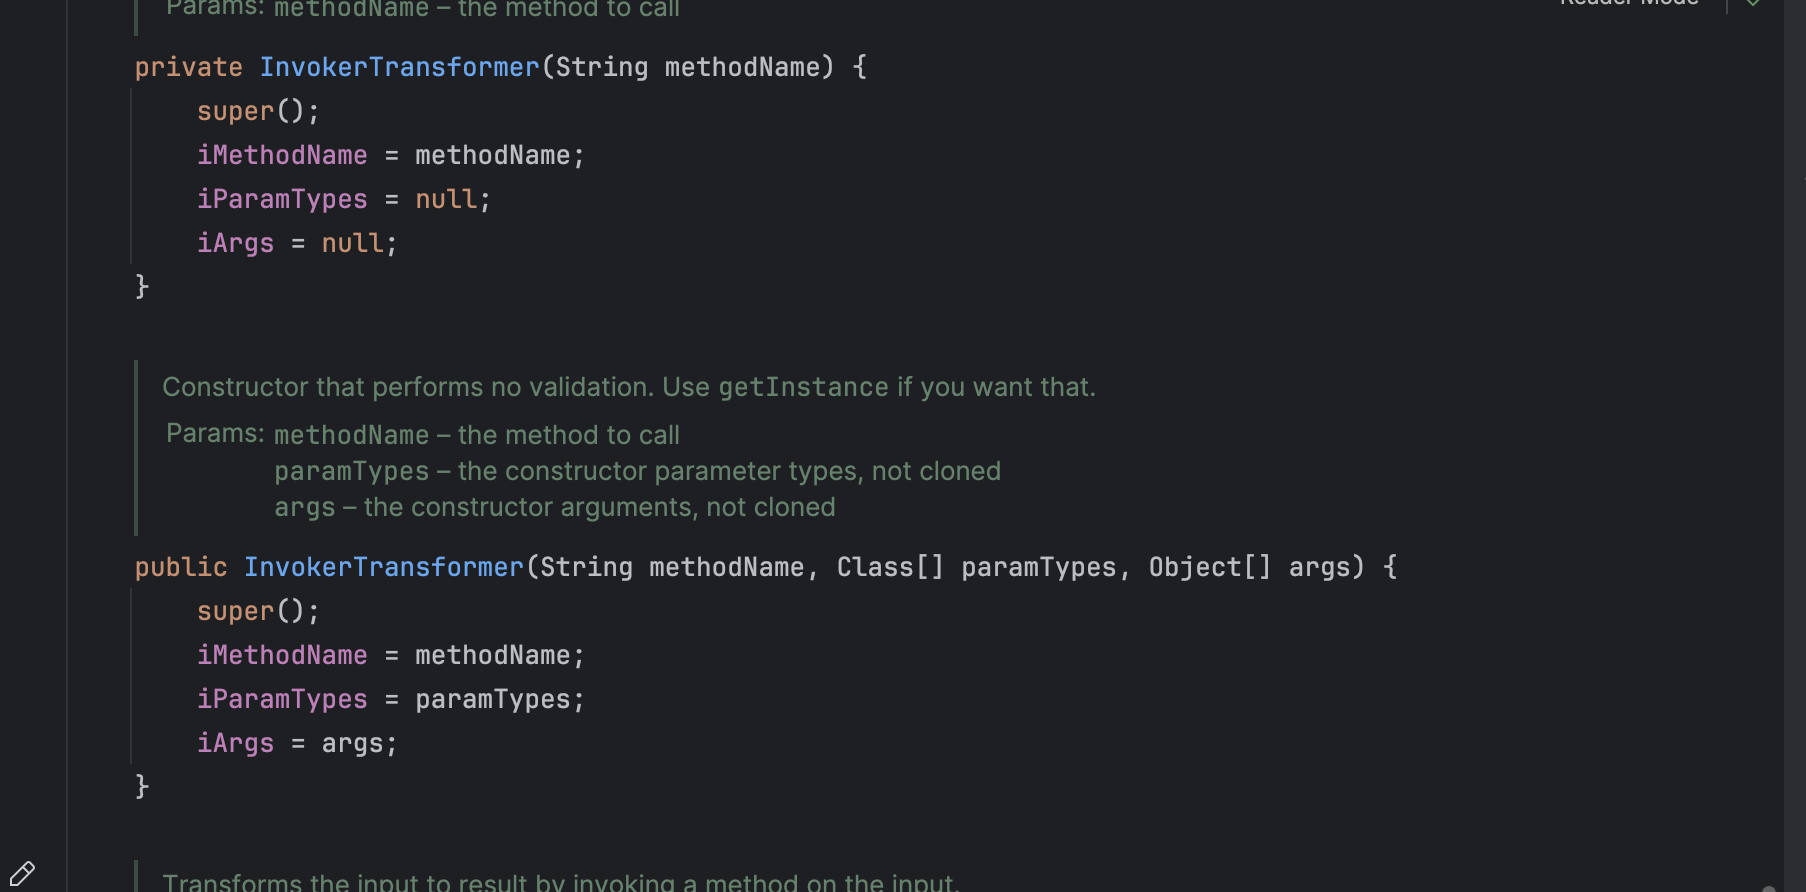 Params: methodName – the method to call
Reader Mode
private InvokerTransformer(String methodName) {
super();
iMethodName = methodName;
iParamTypes = null;
iArgs = null;
}
Constructor that performs no validation. Use getInstance if you want that.
Params: methodName – the method to call
paramTypes – the constructor parameter types, not cloned
args – the constructor arguments, not cloned
public InvokerTransformer(String methodName, Class[] paramTypes, Object[] args) {
super();
iMethodName = methodName;
iParamTypes = paramTypes;
iArgs = args;
}
Transforms the input to result by invoking a method on the input.